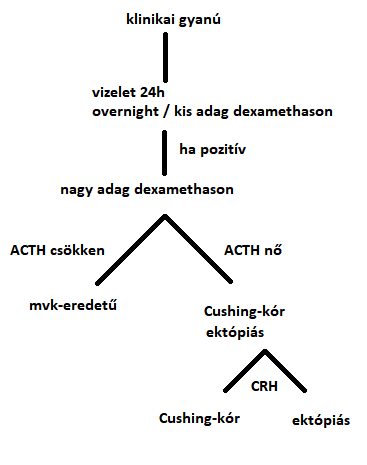 klinikai gyanú
vizelet 24h
overnight / kis adag dexamethason
ha pozitív
nagy adag dexamethason
ACTH csökken
ACTH nő
mvk-eredetű
Cushing-kór
ektópiás
CRH
Cushing-kór
ektópiás